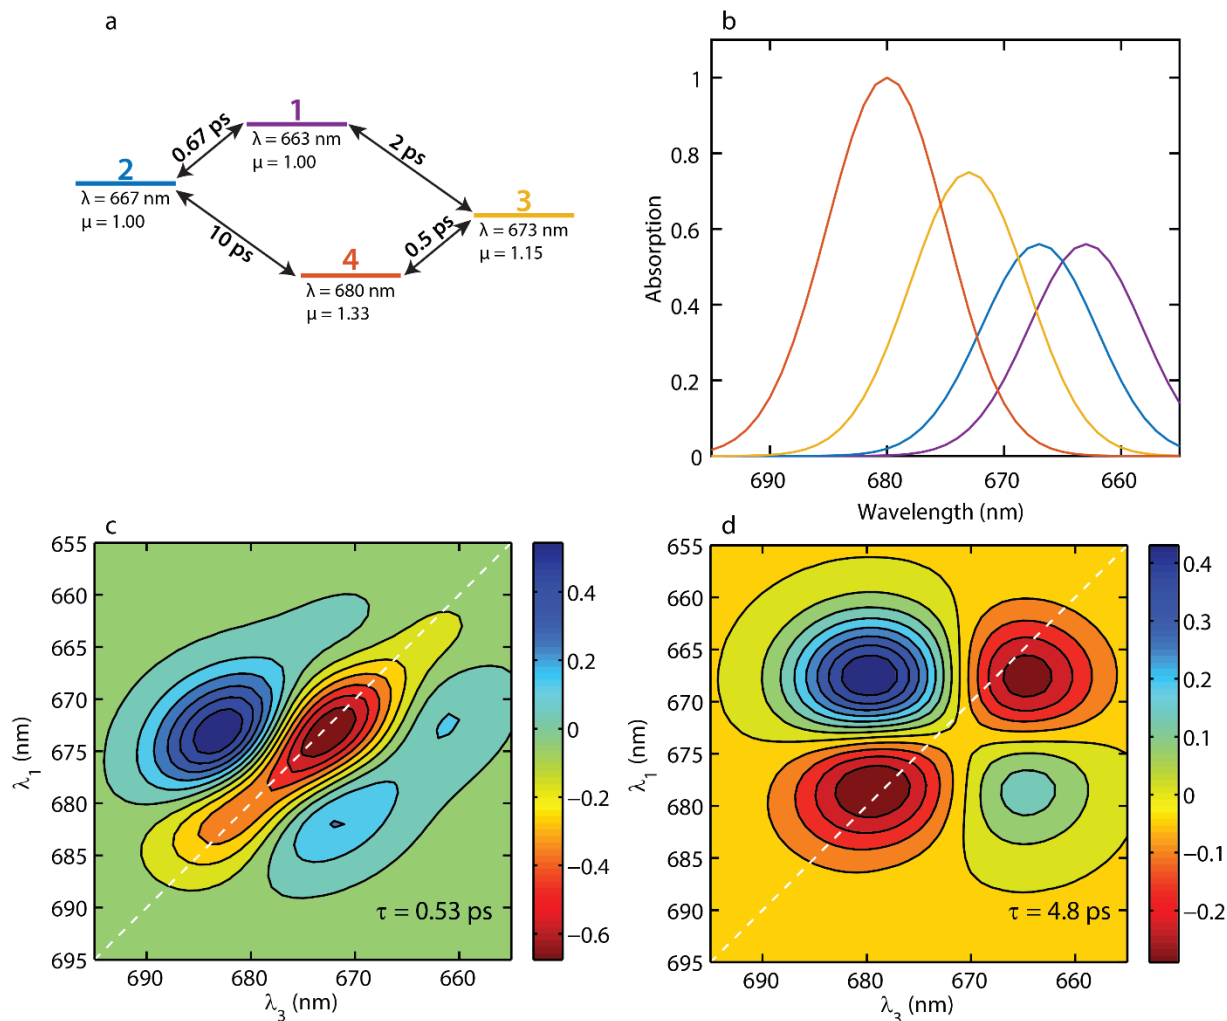 a
1
λ = 663 nm
μ = 1.00
2
λ = 667 nm
μ = 1.00
3
λ = 673 nm
μ = 1.15
4
λ = 680 nm
μ = 1.33
0.67 ps
2 ps
10 ps
0.5 ps
b
1
0.8
0.6
0.4
0.2
0
Absorption
690 680 670 660
Wavelength (nm)
c
655
660
665
670
675
680
685
690
695
λ1 (nm)
690 680 670 660
λ3 (nm)
τ = 0.53 ps
0.4
0.2
0
−0.2
−0.4
−0.6
d
655
660
665
670
675
680
685
690
695
λ1 (nm)
690 680 670 660
λ3 (nm)
τ = 4.8 ps
0.4
0.3
0.2
0.1
0
−0.1
−0.2